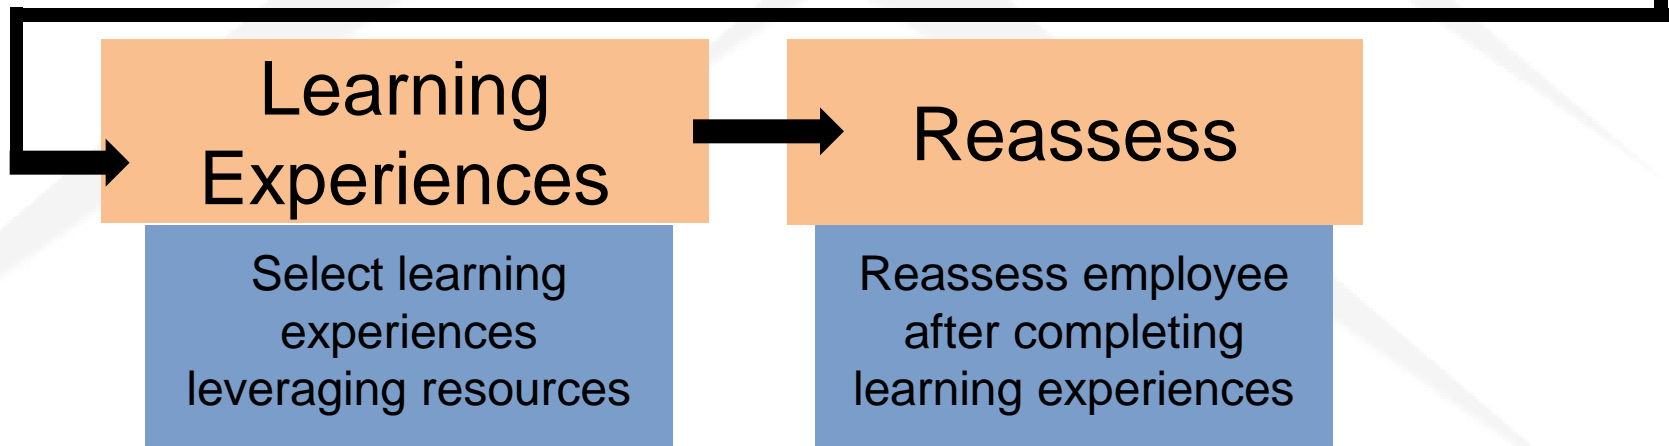 Learning
Experiences
Select learning
experiences
leveraging resources
Reassess
Reassess employee
after completing
learning experiences